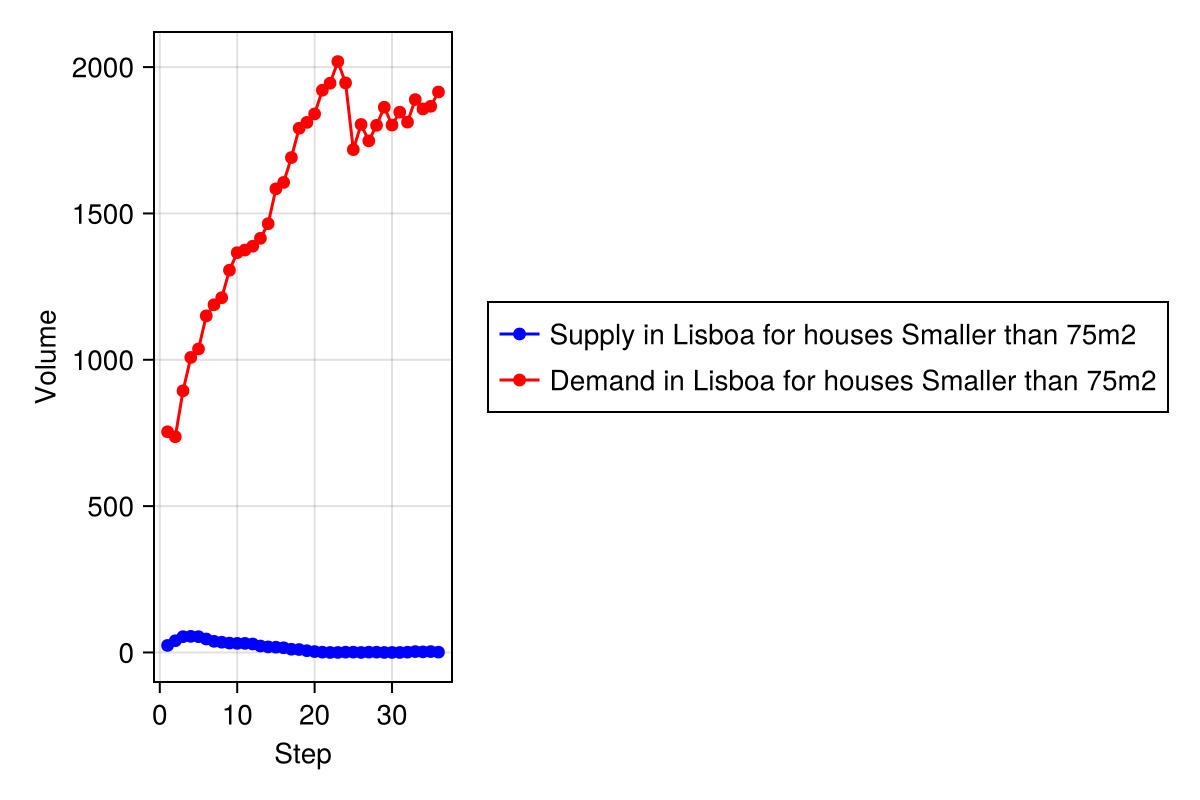 2000
1500
1000
500
0
Volume
0 10 20 30
Step
Supply in Lisboa for houses Smaller than 75m2
Demand in Lisboa for houses Smaller than 75m2